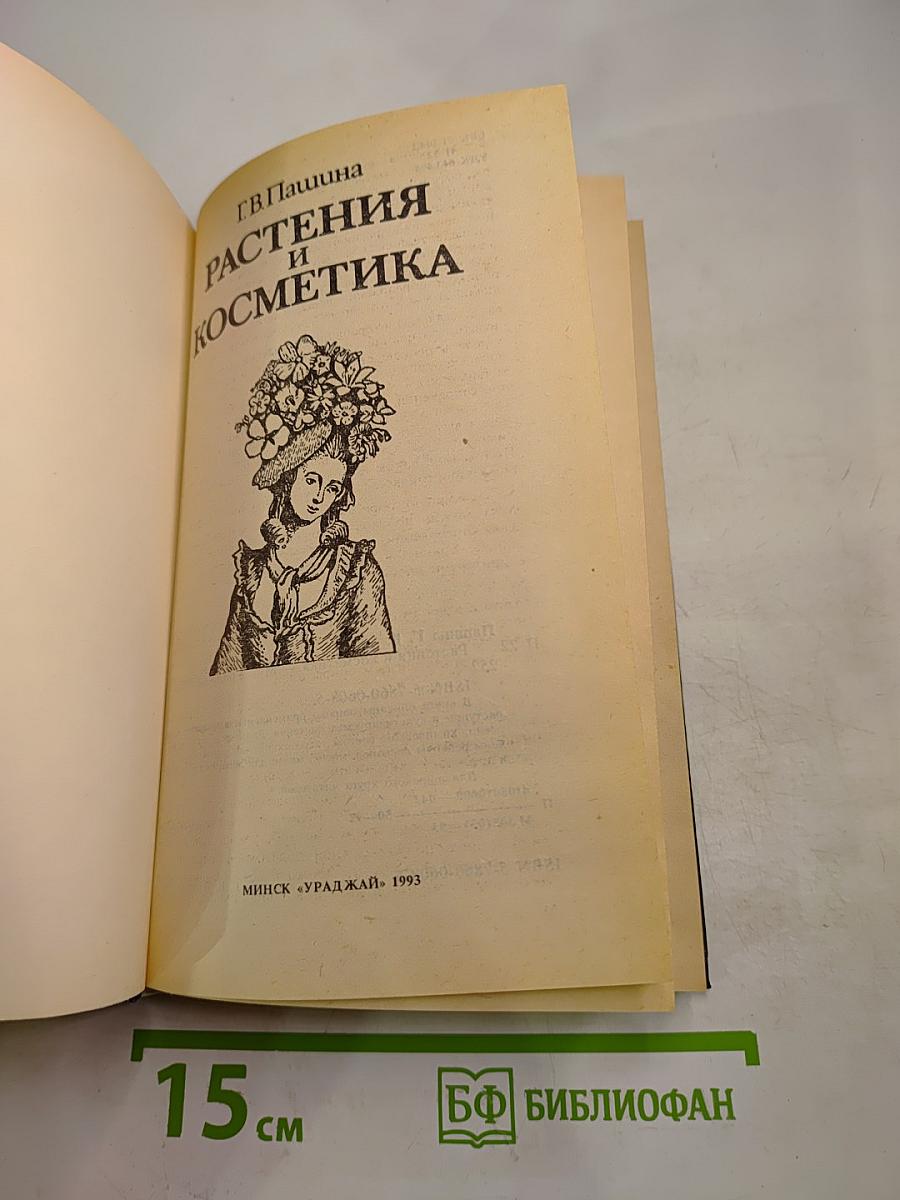 Г.В.Пашина
РАСТЕНИЯ
И
КОСМЕТИКА
МИНСК «УРАДЖАЙ» 1993
15 см
БФ БИБЛИОФАН